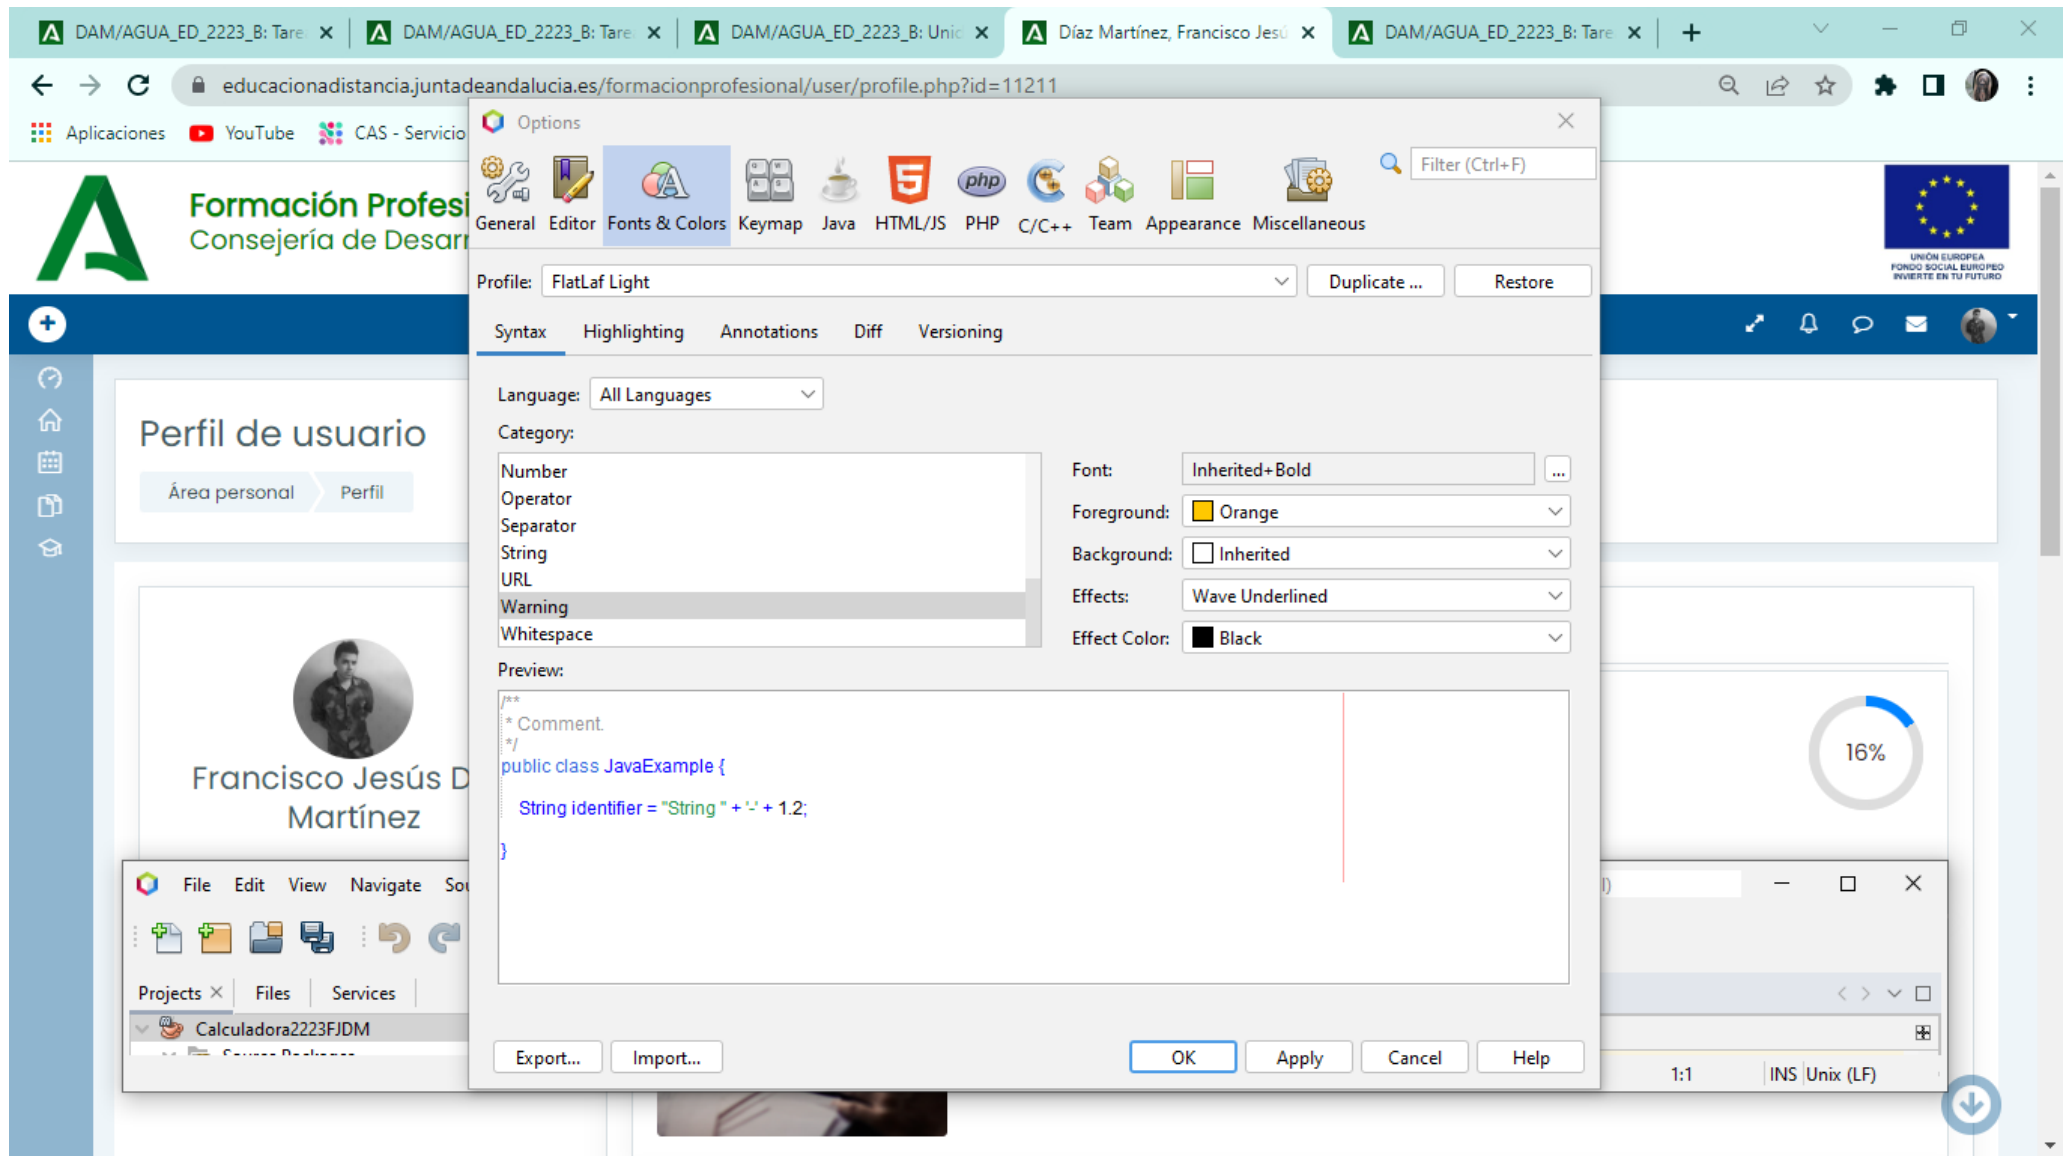 DAM/AGUA_ED_2223_B: Tare
DAM/AGUA_ED_2223_B: Tare
DAM/AGUA_ED_2223_B: Unid
Díaz Martínez, Francisco Jesú
DAM/AGUA_ED_2223_B: Tare
educacionadistancia.juntadeandalucia.es/formacionprofesional/user/profile.php?id=11211
Aplicaciones YouTube CAS - Servicio
Options
Filter (Ctrl+F)
General Editor Fonts & Colors Keymap Java HTML/JS PHP C/C++ Team Appearance Miscellaneous
php
Formación Profesi
Consejería de Desarr
UNIÓN EUROPEA
FONDO SOCIAL EUROPEO
INVIERTE EN TU FUTURO
Profile: FlatLaf Light Duplicate ... Restore
Syntax Highlighting Annotations Diff Versioning
Language: All Languages
Category:
Number
Operator
Separator
String
URL
Warning
Whitespace
Font: Inherited+Bold ...
Foreground: Orange
Background: Inherited
Effects: Wave Underlined
Effect Color: Black
Preview:
/**
* Comment.
*/
public class JavaExample {
String identifier = "String " + '-' + 1.2;
}
Export... Import... OK Apply Cancel Help
Perfil de usuario
Área personal Perfil
Francisco Jesús D
Martínez
16%
File Edit View Navigate Sou
Projects Files Services
Calculadora2223FJDM
Source Packages
1:1 INS Unix (LF)